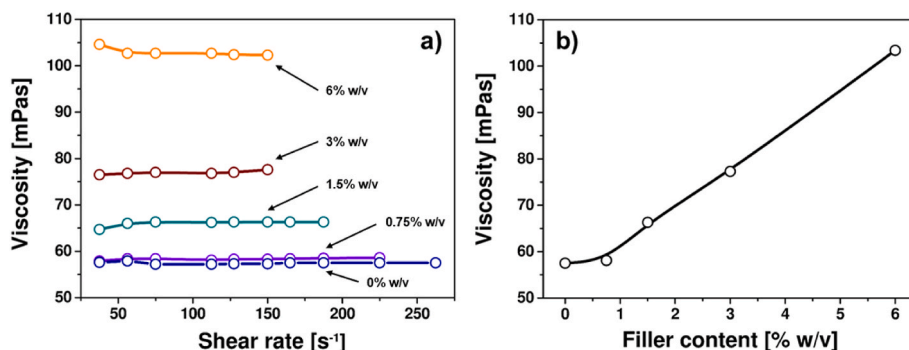 a)
110
100
90
80
70
60
50
Viscosity [mPas]
6% w/v
3% w/v
1.5% w/v
0.75% w/v
0% w/v
50 100 150 200 250
Shear rate [s⁻¹]
b)
110
100
90
80
70
60
50
Viscosity [mPas]
0 1 2 3 4 5 6
Filler content [% w/v]